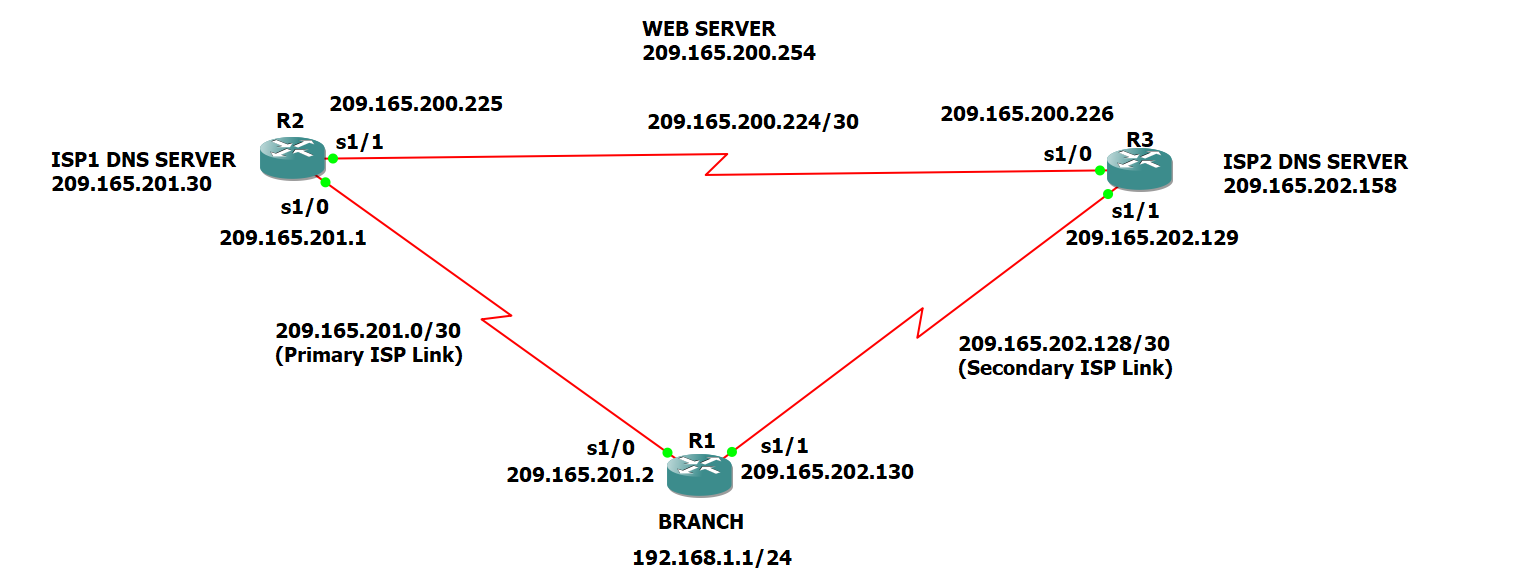 WEB SERVER
209.165.200.254
209.165.200.225
R2
s1/1
209.165.200.224/30
209.165.200.226
R3
s1/0
ISP1 DNS SERVER
209.165.201.30
ISP2 DNS SERVER
209.165.202.158
s1/0
209.165.201.1
s1/1
209.165.202.129
209.165.201.0/30
(Primary ISP Link)
209.165.202.128/30
(Secondary ISP Link)
s1/0
209.165.201.2
R1
s1/1
209.165.202.130
BRANCH
192.168.1.1/24